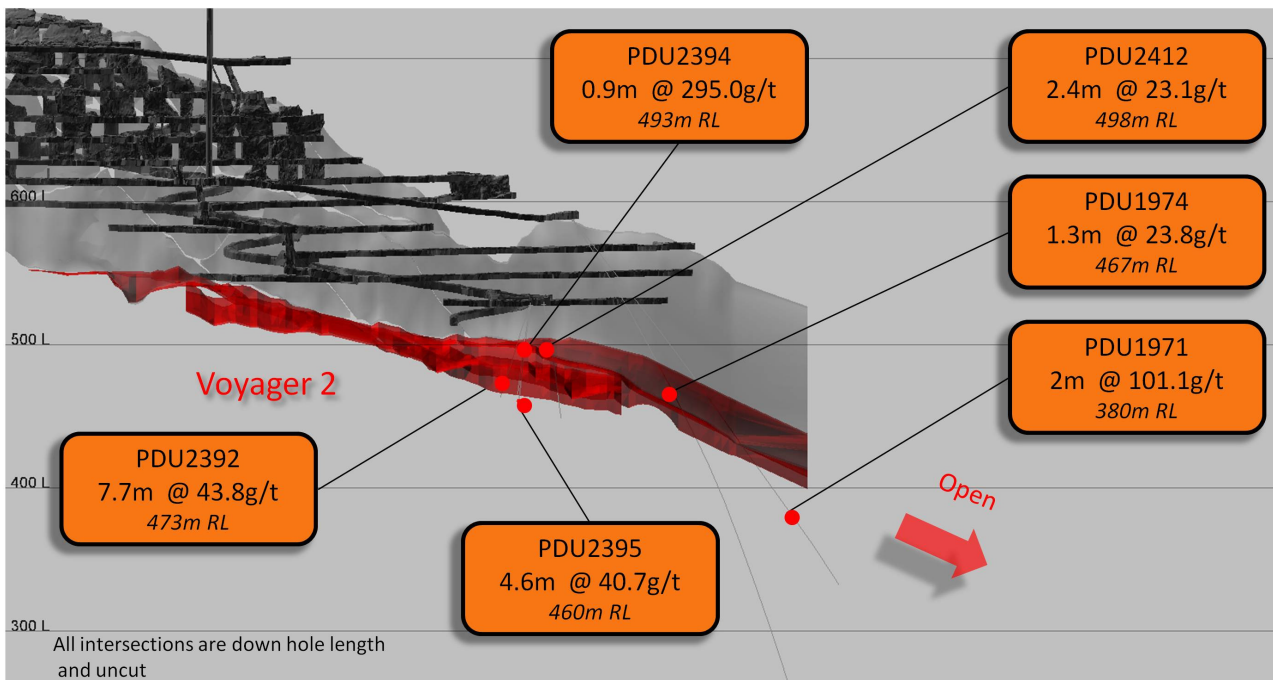 PDU2394
0.9m @ 295.0g/t
493m RL
PDU2412
2.4m @ 23.1g/t
498m RL
PDU1974
1.3m @ 23.8g/t
467m RL
PDU1971
2m @ 101.1g/t
380m RL
600 L
500 L
Voyager 2
400 L
PDU2392
7.7m @ 43.8g/t
473m RL
Open
PDU2395
4.6m @ 40.7g/t
460m RL
300 L
All intersections are down hole length
and uncut